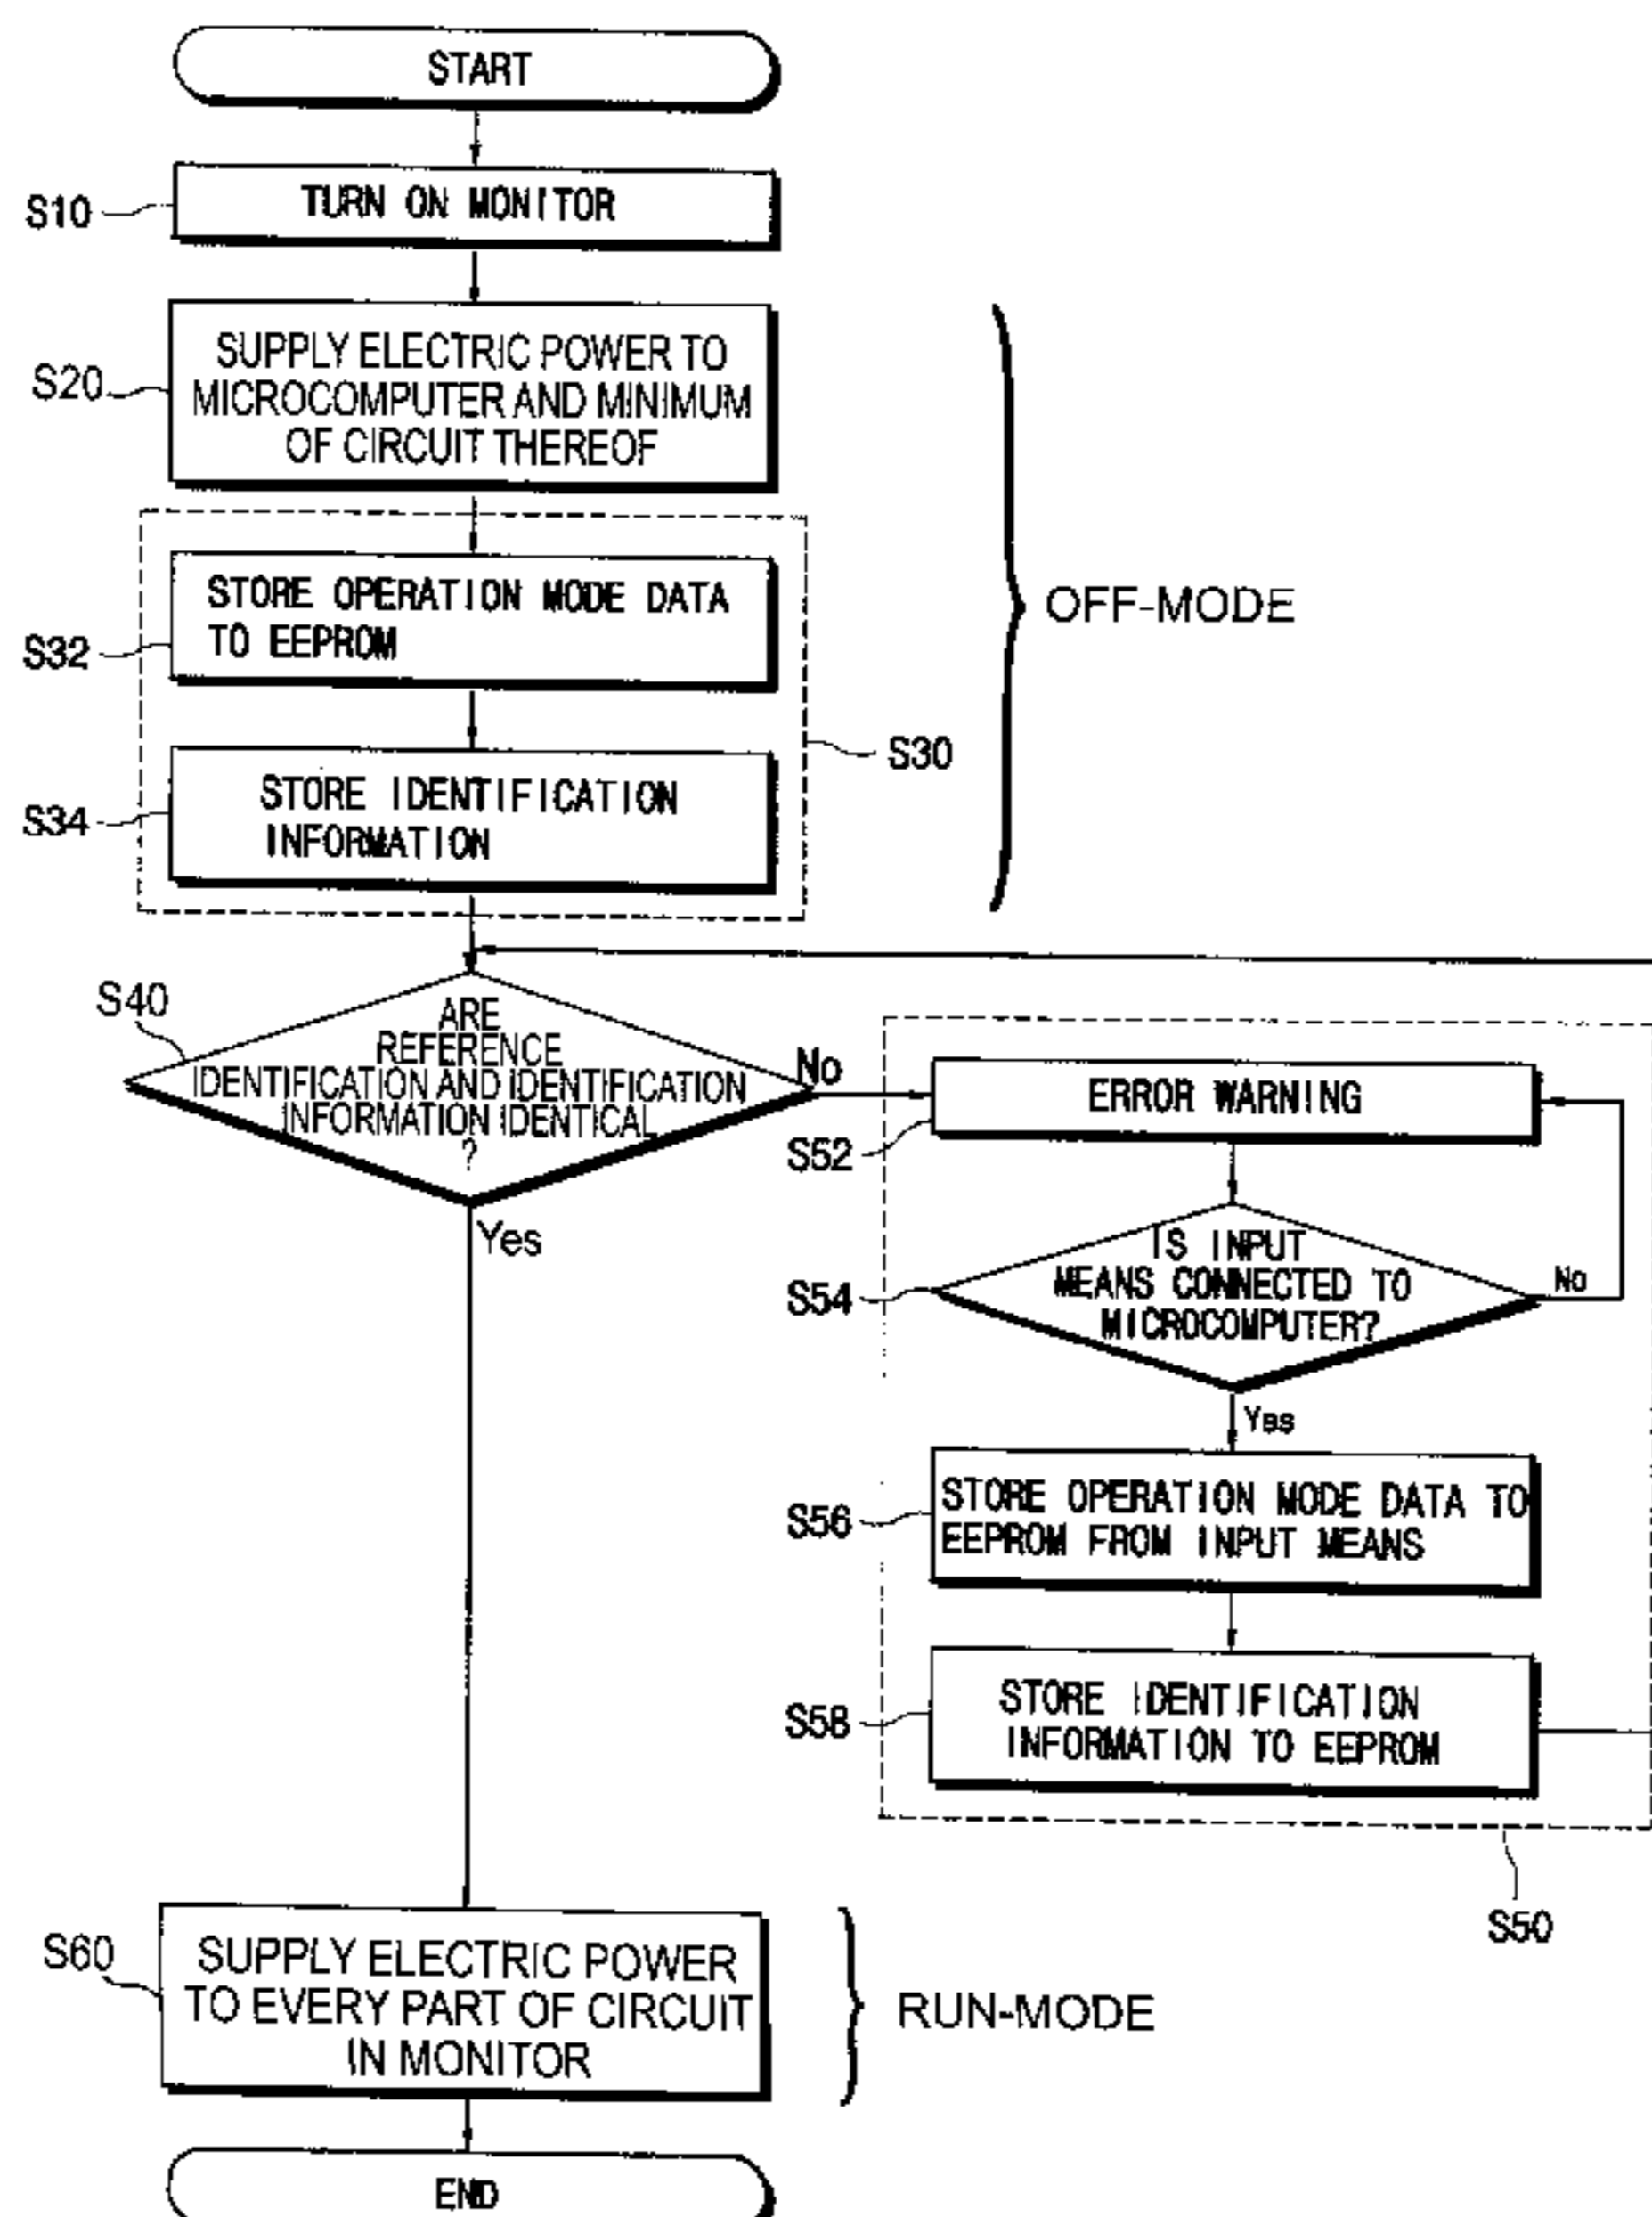 START
S10
TURN ON MONITOR
S20
SUPPLY ELECTRIC POWER TO
MICROCOMPUTER AND MINIMUM
OF CIRCUIT THEREOF
OFF-MODE
S32
STORE OPERATION MODE DATA
TO EEPROM
S30
S34
STORE IDENTIFICATION
INFORMATION
S40
ARE
REFERENCE
IDENTIFICATION AND IDENTIFICATION
INFORMATION IDENTICAL
?
No
Yes
S52
ERROR WARNING
S54
IS INPUT
MEANS CONNECTED TO
MICROCOMPUTER?
No
Yes
S56
STORE OPERATION MODE DATA TO
EEPROM FROM INPUT MEANS
S58
STORE IDENTIFICATION
INFORMATION TO EEPROM
S50
S60
SUPPLY ELECTRIC POWER
TO EVERY PART OF CIRCUIT
IN MONITOR
RUN-MODE
END